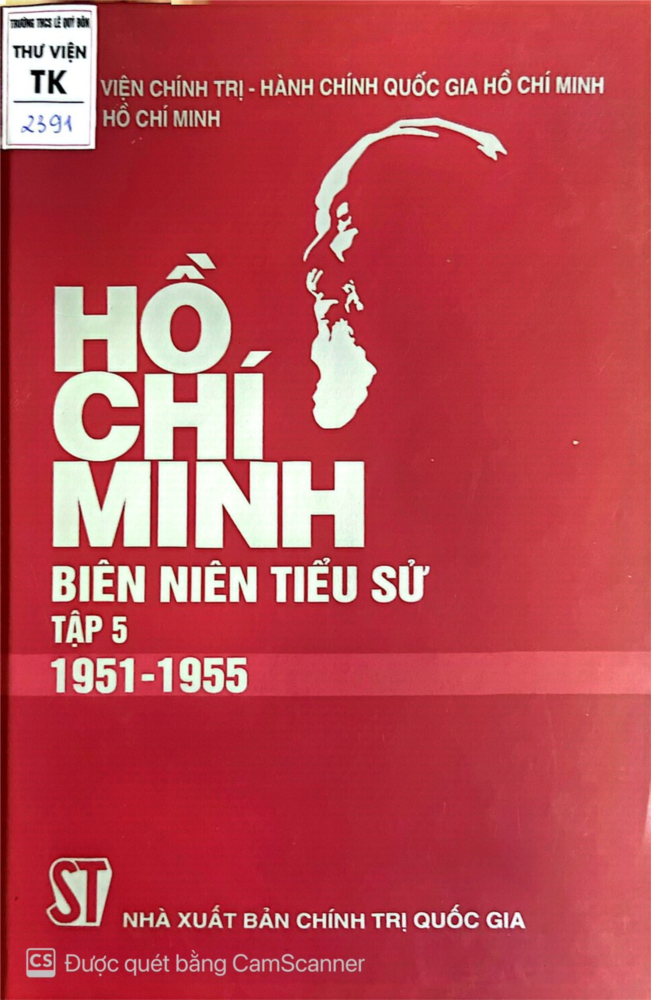 TRƯỜNG THCS LÊ QUÝ ĐÔN
THƯ VIỆN
TK
2391
VIỆN CHÍNH TRỊ - HÀNH CHÍNH QUỐC GIA HỒ CHÍ MINH
HỒ CHÍ MINH
HỒ
CHÍ
MINH
BIÊN NIÊN TIỂU SỬ
TẬP 5
1951-1955
ST
NHÀ XUẤT BẢN CHÍNH TRỊ QUỐC GIA
CS Được quét bằng CamScanner